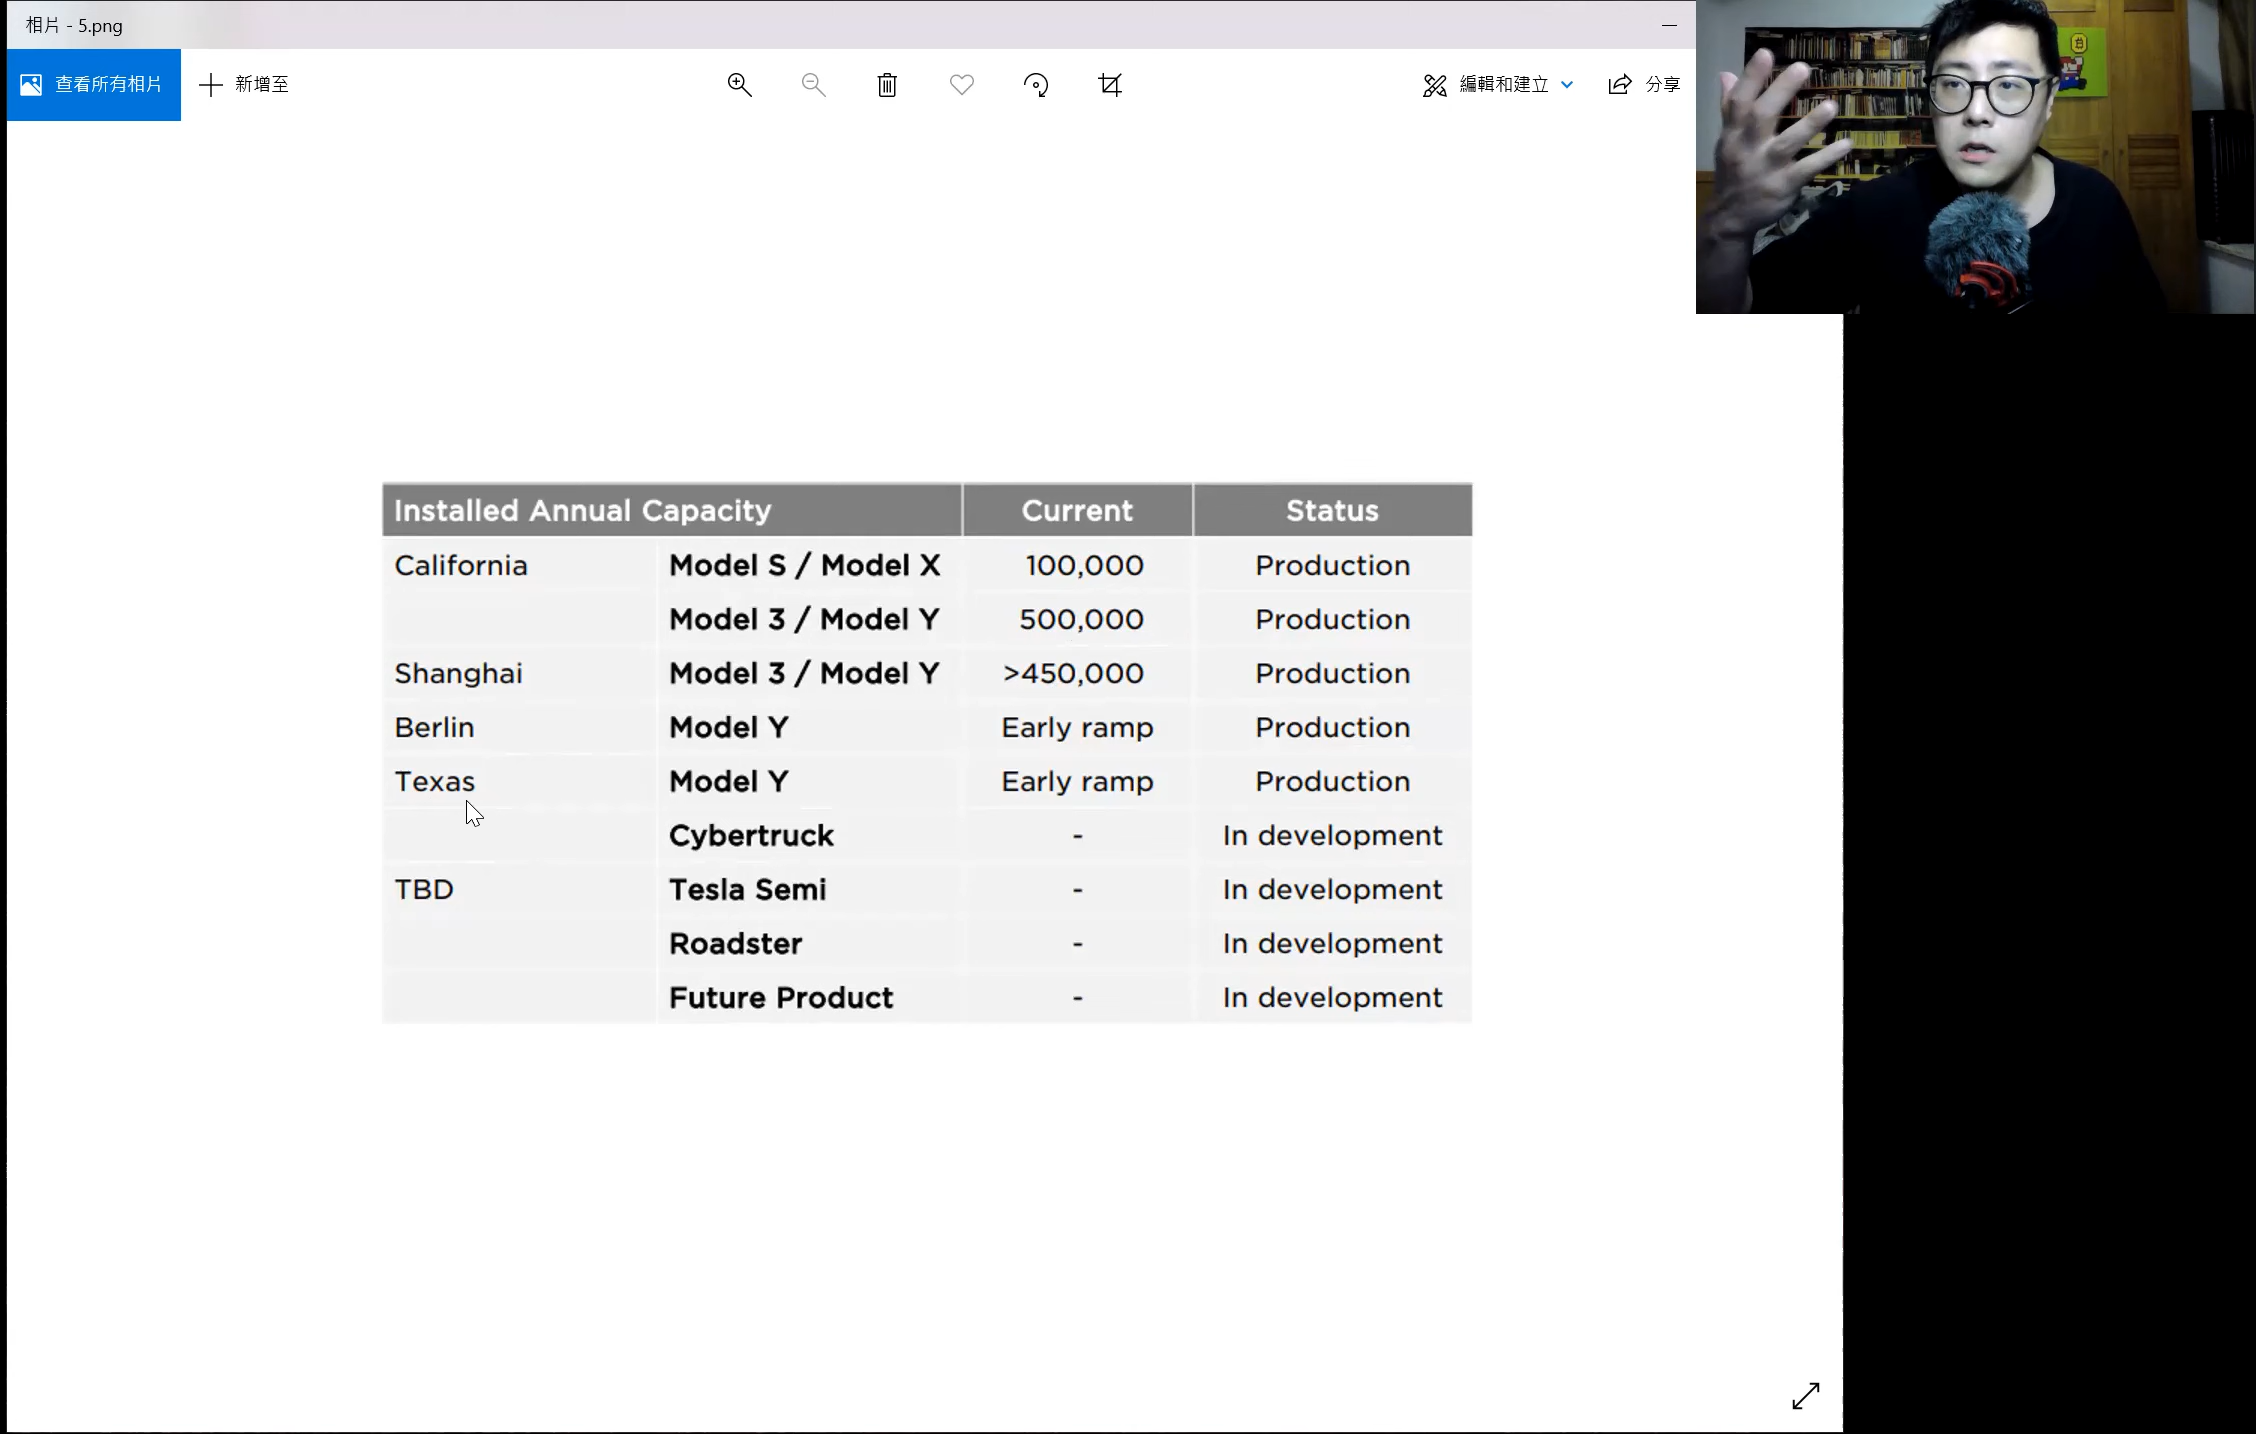 相片 - 5.png
查看所有相片
新增至
編輯和建立
分享
Installed Annual Capacity Current Status
California Model S / Model X 100,000 Production
Model 3 / Model Y 500,000 Production
Shanghai Model 3 / Model Y >450,000 Production
Berlin Model Y Early ramp Production
Texas Model Y Early ramp Production
Cybertruck - In development
TBD Tesla Semi - In development
Roadster - In development
Future Product - In development